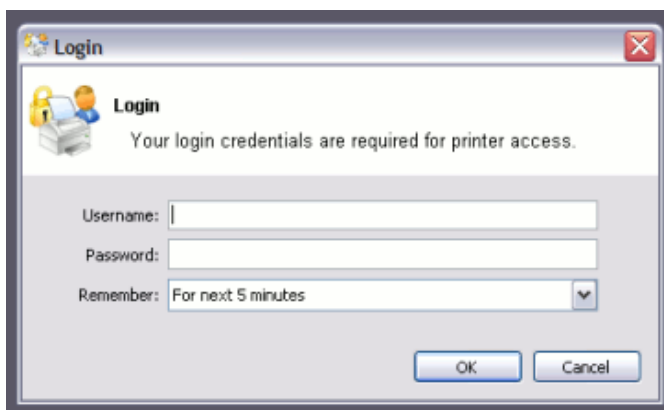 Login
Login
Your login credentials are required for printer access.
Username:
Password:
Remember: For next 5 minutes
OK Cancel